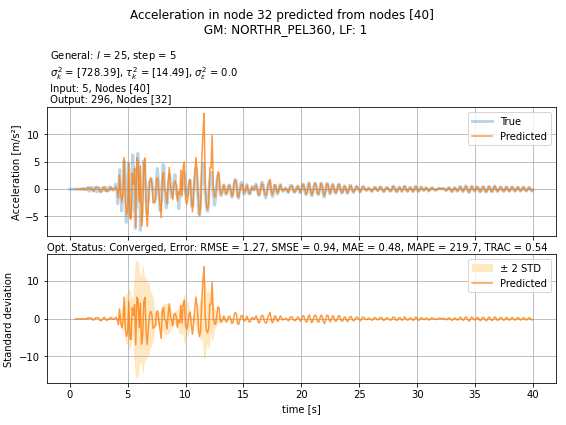 Acceleration in node 32 predicted from nodes [40]
GM: NORTHR_PEL360, LF: 1
General: l = 25, step = 5
σ²ₖ = [728.39], τ²ₖ = [14.49], σ²_ε = 0.0
Input: 5, Nodes [40]
Output: 296, Nodes [32]
Acceleration [m/s²]
10
5
0
−5
True
Predicted
Opt. Status: Converged, Error: RMSE = 1.27, SMSE = 0.94, MAE = 0.48, MAPE = 219.7, TRAC = 0.54
Standard deviation
10
0
−10
± 2 STD
Predicted
0 5 10 15 20 25 30 35 40
time [s]